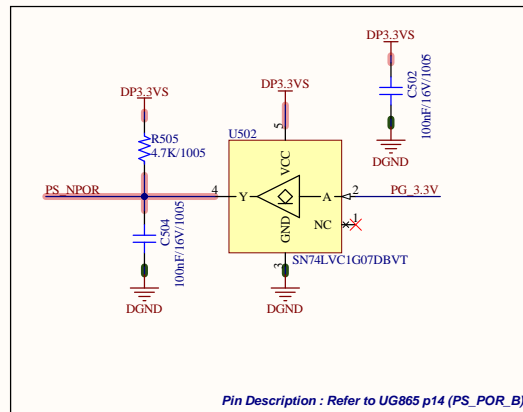 DP3.3VS
C502
100nF/16V/1005
DGND
DP3.3VS
DP3.3VS
R505
4.7K/1005
U502
5
VCC
PS_NPOR
4
Y
A
2
PG_3.3V
GND
NC
1
3
SN74LVC1G07DBVT
C504
100nF/16V/1005
DGND
DGND
Pin Description : Refer to UG865 p14 (PS_POR_B)